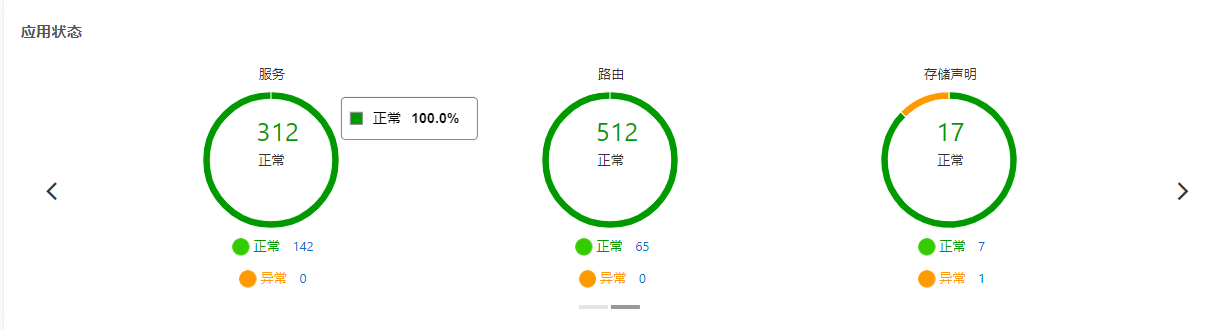 应用状态
服务
路由
存储声明
312
正常
正常 100.0%
512
正常
17
正常
正常 142
正常 65
正常 7
异常 0
异常 0
异常 1